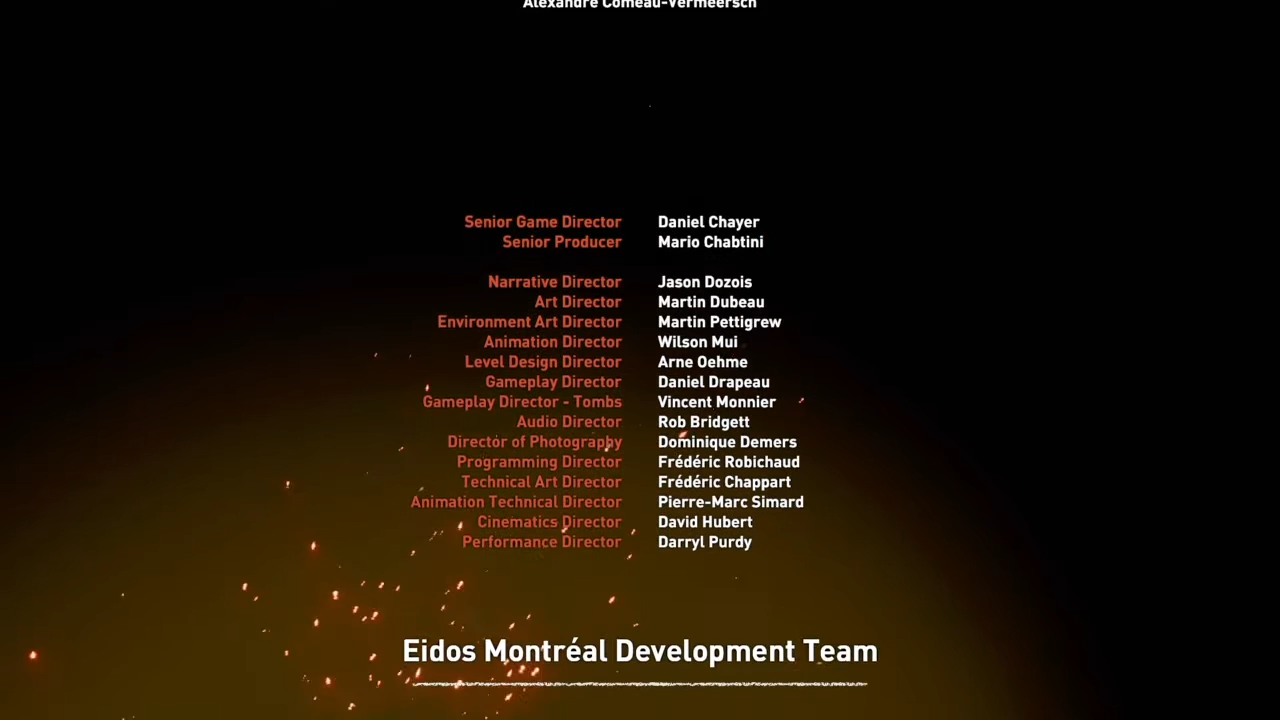 Alexandre Comeau-Vermeersch
Senior Game Director Daniel Chayer
Senior Producer Mario Chabtini
Narrative Director Jason Dozois
Art Director Martin Dubeau
Environment Art Director Martin Pettigrew
Animation Director Wilson Mui
Level Design Director Arne Oehme
Gameplay Director Daniel Drapeau
Gameplay Director - Tombs Vincent Monnier
Audio Director Rob Bridgett
Director of Photography Dominique Demers
Programming Director Frédéric Robichaud
Technical Art Director Frédéric Chappart
Animation Technical Director Pierre-Marc Simard
Cinematics Director David Hubert
Performance Director Darryl Purdy
Eidos Montréal Development Team